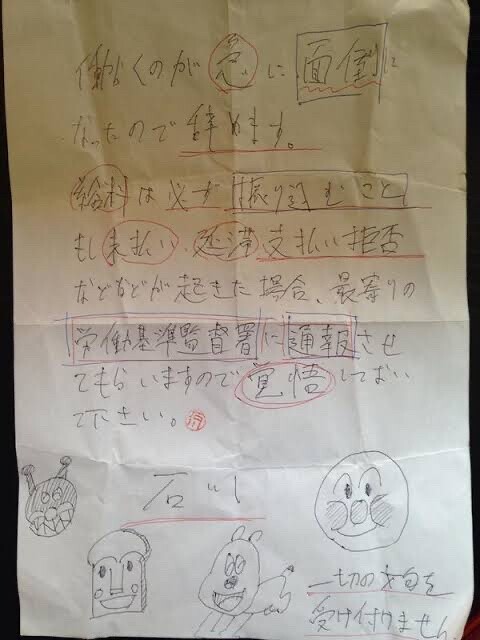 働くのが急に面倒に
なったので辞めます。
給料は必ず振り込むこと
もし未払い、延滞、支払い拒否
などなどが起きた場合、最寄りの
労働基準監督署に通報させ
てもらいますので覚悟しておい
て下さい。
石川
一切の文句を
受け付けません